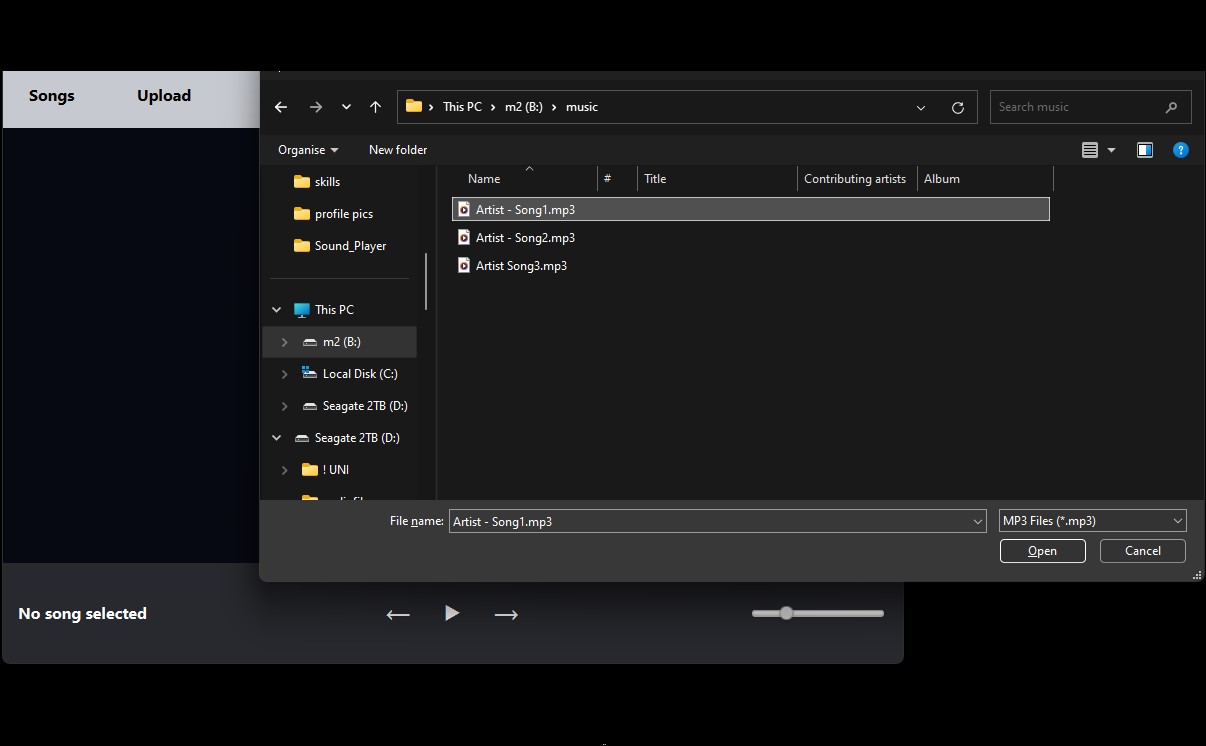 Songs Upload
This PC m2 (B:) music
Search music
Organise New folder
skills
profile pics
Sound_Player
This PC
m2 (B:)
Local Disk (C:)
Seagate 2TB (D:)
Seagate 2TB (D:)
! UNI
Name # Title Contributing artists Album
Artist - Song1.mp3
Artist - Song2.mp3
Artist Song3.mp3
File name: Artist - Song1.mp3 MP3 Files (*.mp3)
Open Cancel
No song selected